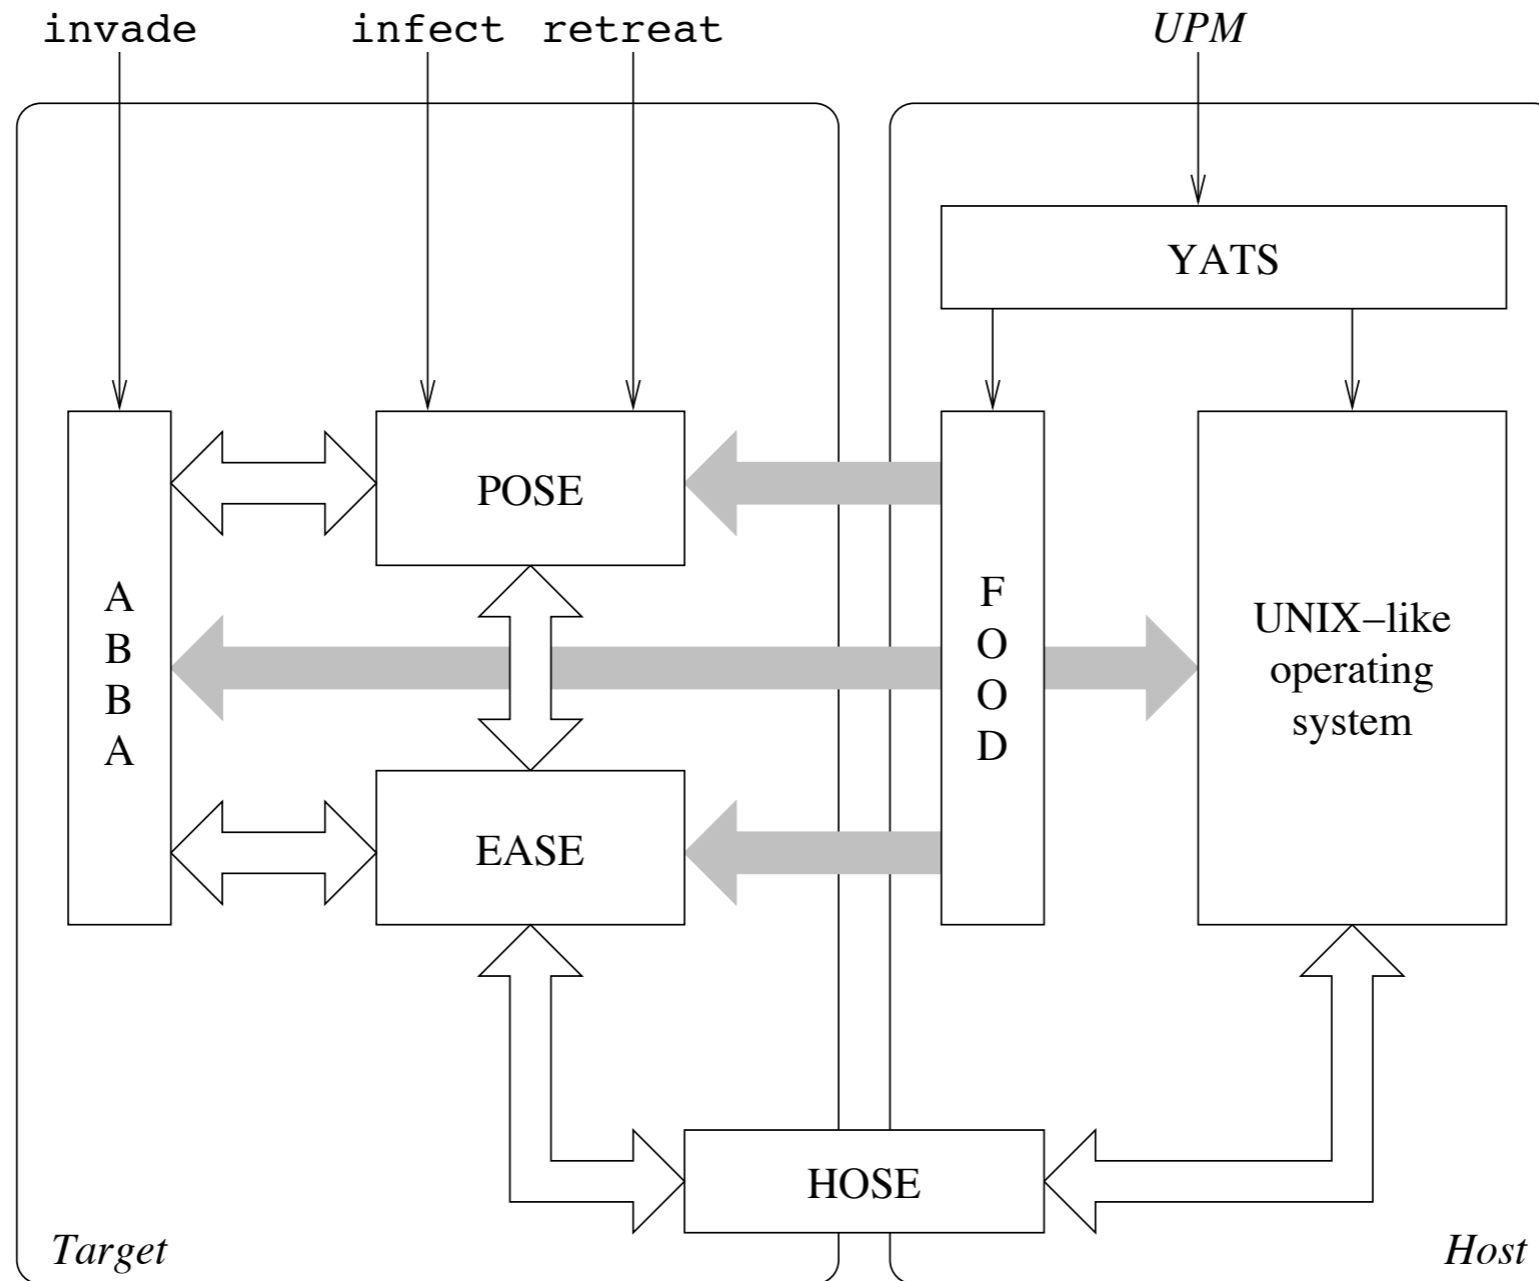 invade infect retreat UPM
YATS
POSE
A
B
B
A
F
O
O
D
UNIX–like
operating
system
EASE
HOSE
Target
Host